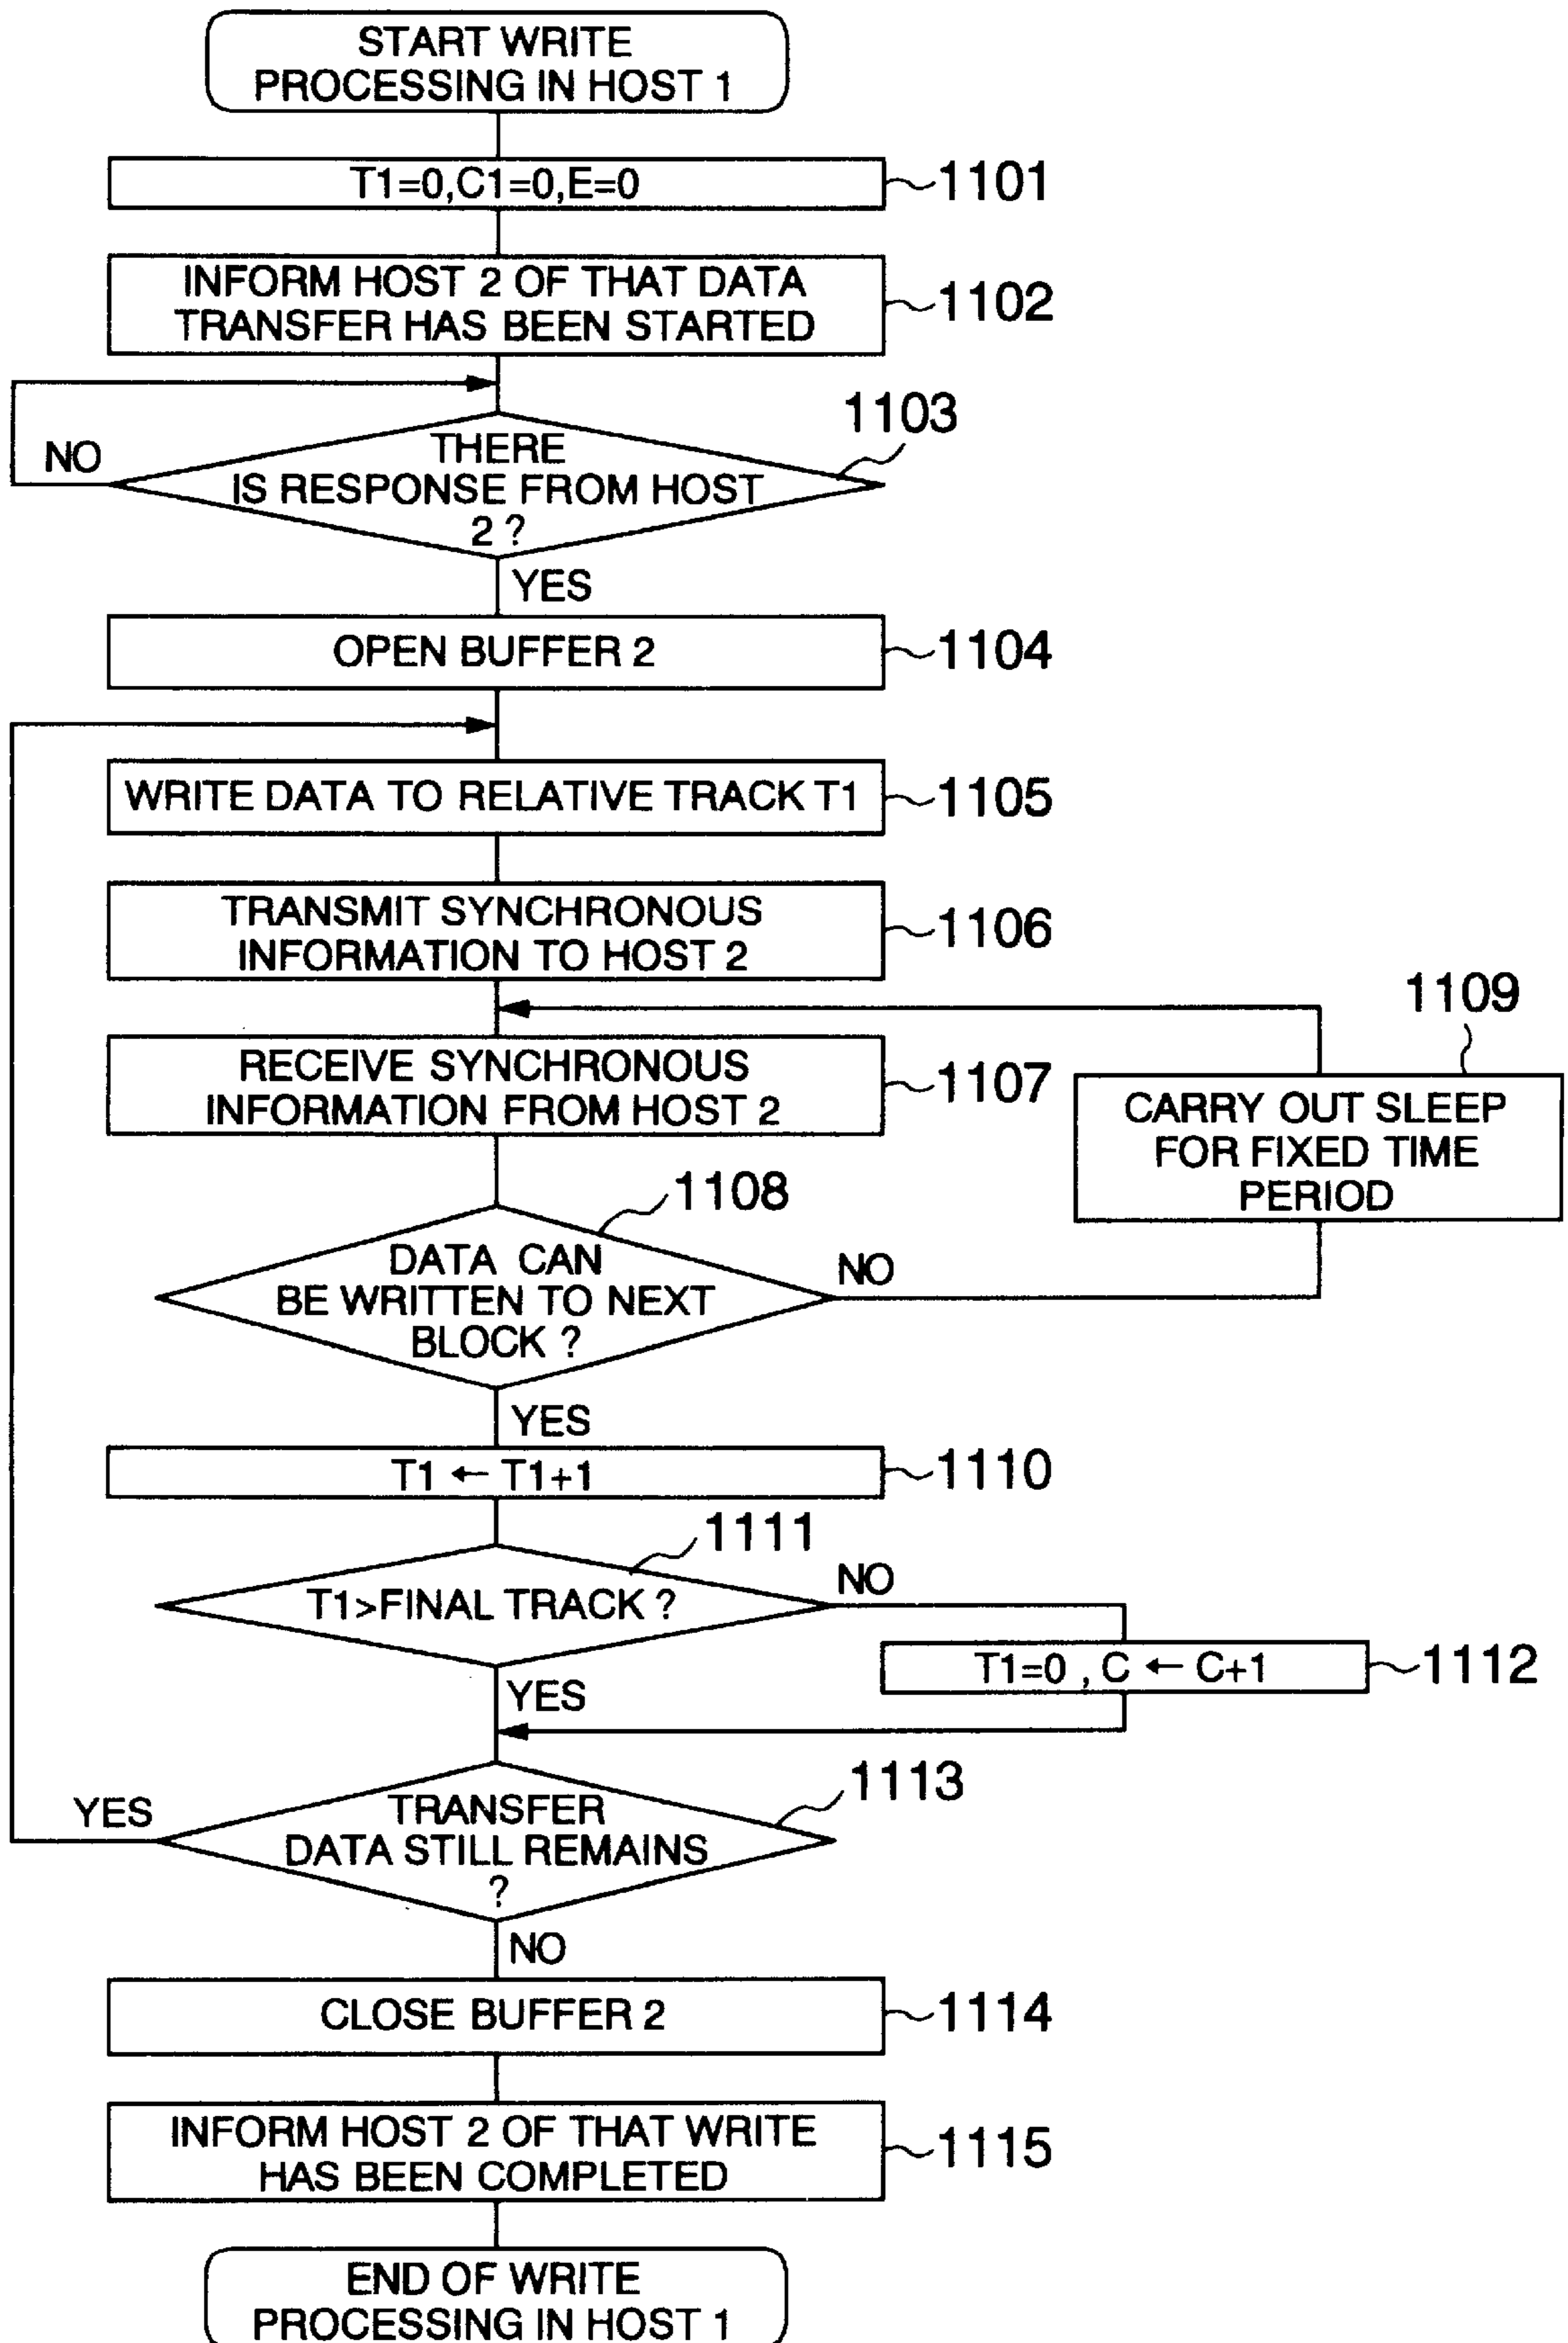 START WRITE
PROCESSING IN HOST 1
T1=0,C1=0,E=0
1101
INFORM HOST 2 OF THAT DATA
TRANSFER HAS BEEN STARTED
1102
1103
THERE
IS RESPONSE FROM HOST
2 ?
NO
YES
OPEN BUFFER 2
1104
WRITE DATA TO RELATIVE TRACK T1
1105
TRANSMIT SYNCHRONOUS
INFORMATION TO HOST 2
1106
RECEIVE SYNCHRONOUS
INFORMATION FROM HOST 2
1107
1109
CARRY OUT SLEEP
FOR FIXED TIME
PERIOD
1108
DATA CAN
BE WRITTEN TO NEXT
BLOCK ?
NO
YES
T1 ← T1+1
1110
1111
T1>FINAL TRACK ?
NO
T1=0 , C ← C+1
1112
YES
1113
TRANSFER
DATA STILL REMAINS
?
YES
NO
CLOSE BUFFER 2
1114
INFORM HOST 2 OF THAT WRITE
HAS BEEN COMPLETED
1115
END OF WRITE
PROCESSING IN HOST 1